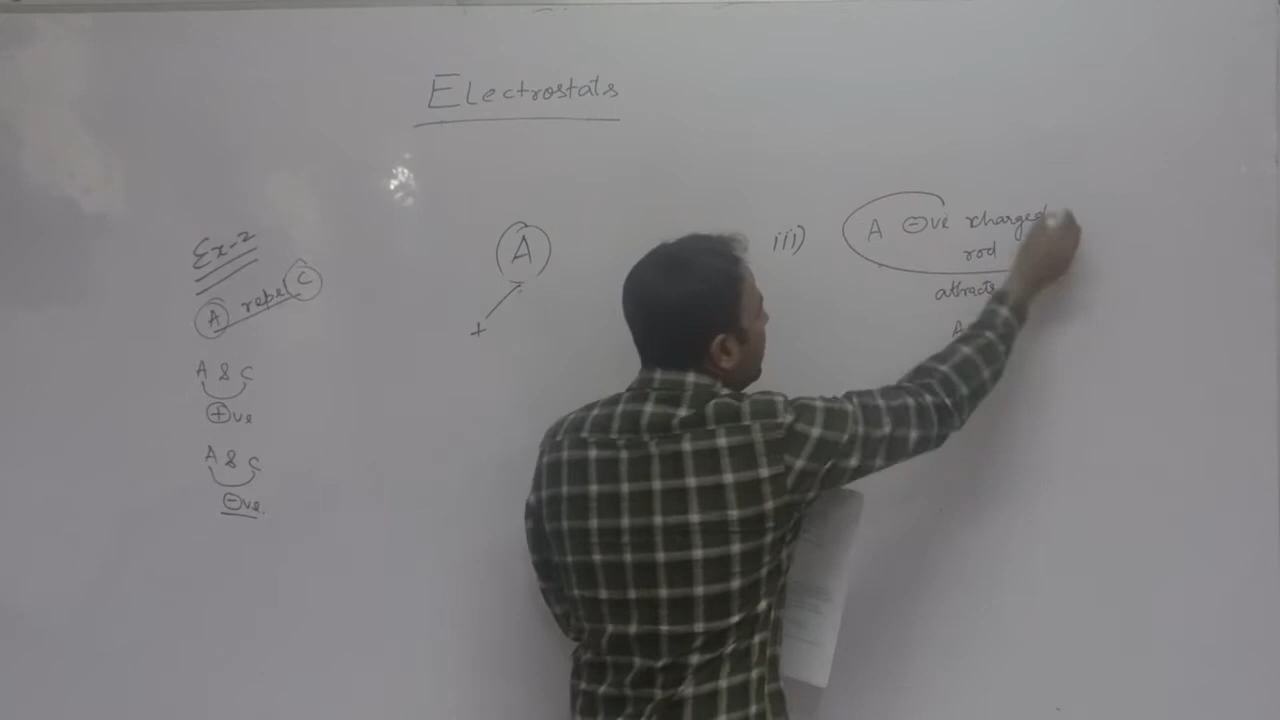 Electrostats
Ex-2
A repel C
A & C
⊕ve
A & C
⊖ve.
A
+
iii)
A ⊖ve charged
rod
attracts
A